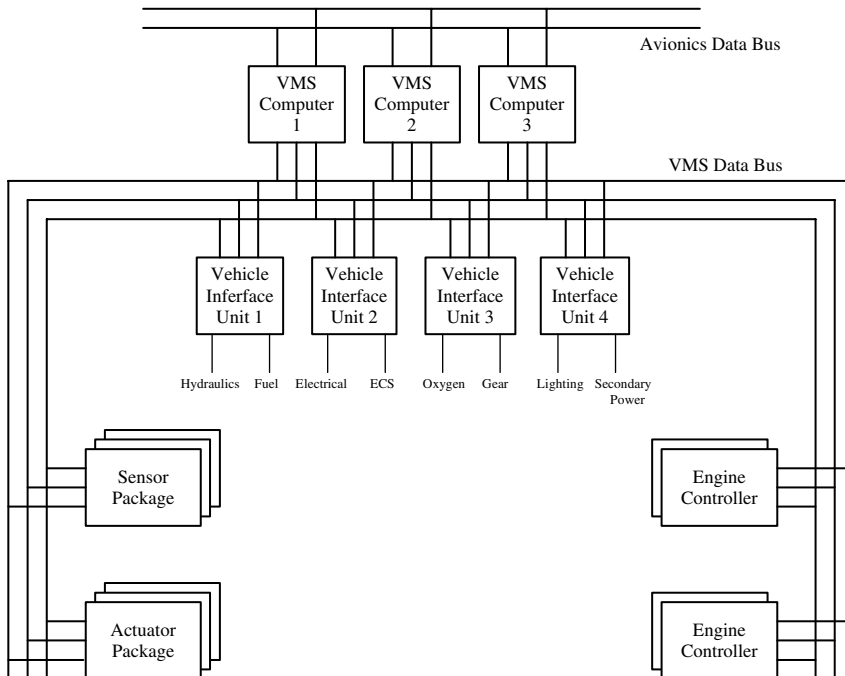 Avionics Data Bus
VMS
Computer
1
VMS
Computer
2
VMS
Computer
3
VMS Data Bus
Vehicle
Inferface
Unit 1
Vehicle
Interface
Unit 2
Vehicle
Interface
Unit 3
Vehicle
Interface
Unit 4
Hydraulics
Fuel
Electrical
ECS
Oxygen
Gear
Lighting
Secondary
Power
Sensor
Package
Engine
Controller
Actuator
Package
Engine
Controller